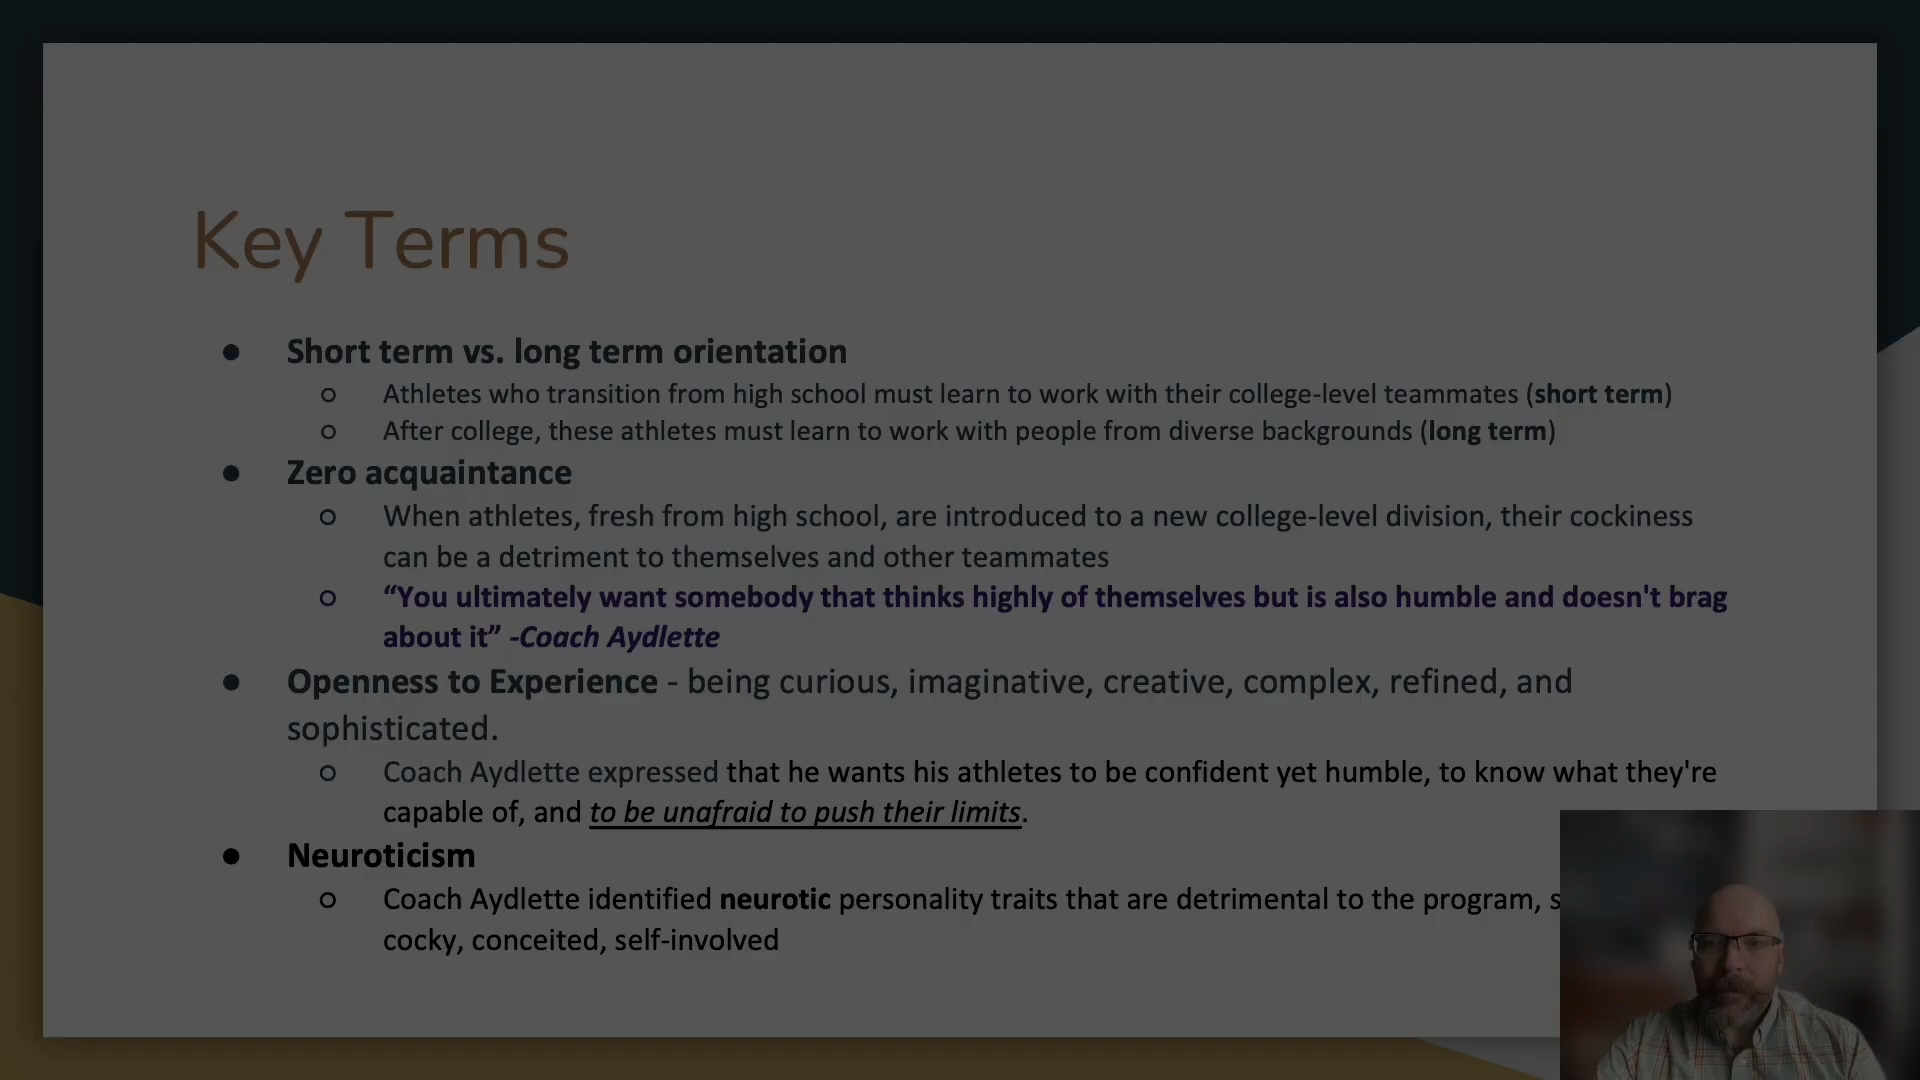 Key Terms
● Short term vs. long term orientation
○ Athletes who transition from high school must learn to work with their college-level teammates (short term)
○ After college, these athletes must learn to work with people from diverse backgrounds (long term)
● Zero acquaintance
○ When athletes, fresh from high school, are introduced to a new college-level division, their cockiness
can be a detriment to themselves and other teammates
○ “You ultimately want somebody that thinks highly of themselves but is also humble and doesn't brag
about it” -Coach Aydlette
● Openness to Experience - being curious, imaginative, creative, complex, refined, and
sophisticated.
○ Coach Aydlette expressed that he wants his athletes to be confident yet humble, to know what they're
capable of, and to be unafraid to push their limits.
● Neuroticism
○ Coach Aydlette identified neurotic personality traits that are detrimental to the program,
cocky, conceited, self-involved